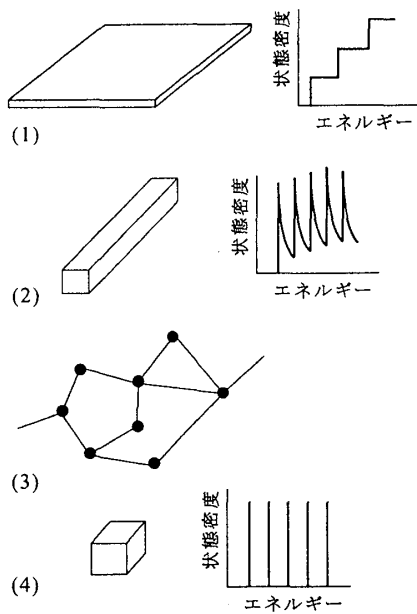 状態密度
エネルギー
(1)
状態密度
エネルギー
(2)
(3)
状態密度
エネルギー
(4)